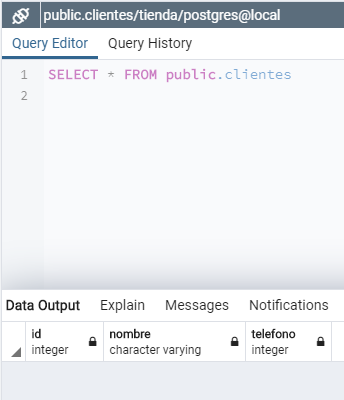 public.clientes/tienda/postgres@local
Query Editor Query History
1 SELECT * FROM public.clientes
2
Data Output Explain Messages Notifications
id nombre telefono
integer character varying integer